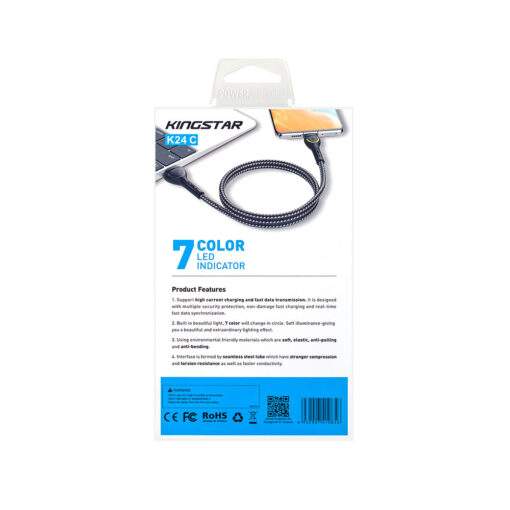 KINGSTAR
K24 C
7 COLOR
LED
INDICATOR
Product Features
1. Support high current charging and fast data transmission. It is designed
with multiple security protection, non-damage fast charging and real-time
fast data synchronization.
2. Built in beautiful light, 7 color will change in circle. Soft illuminance-giving
you a beautiful and extraordinary lighting effect.
3. Using environmental friendly materials which are soft, elastic, anti-pulling
and anti-bending.
4. Interface is formed by seamless steel tube which have stronger compression
and torsion resistance as well as faster conductivity.
WARNING
CE FC RoHS